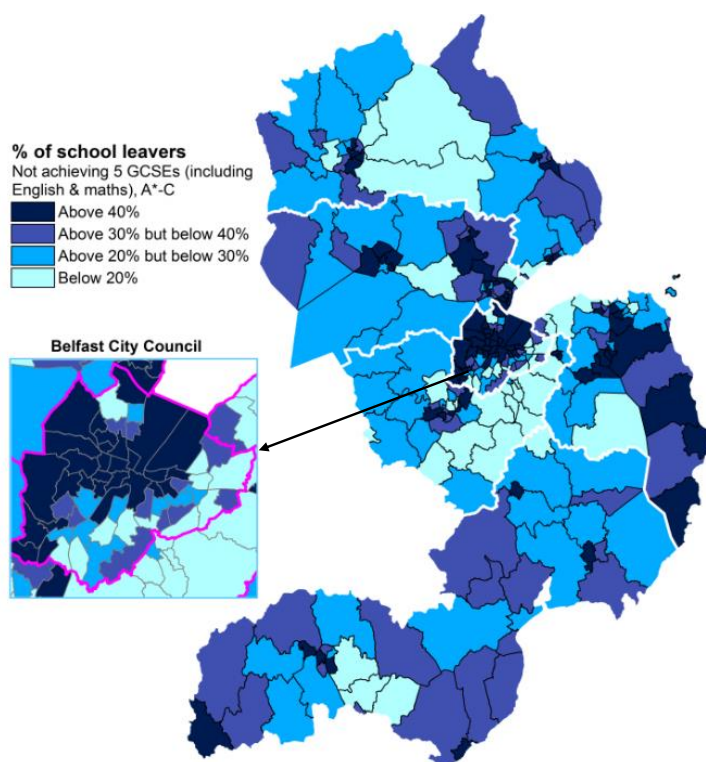 % of school leavers
Not achieving 5 GCSEs (including
English & maths), A*-C
Above 40%
Above 30% but below 40%
Above 20% but below 30%
Below 20%
Belfast City Council